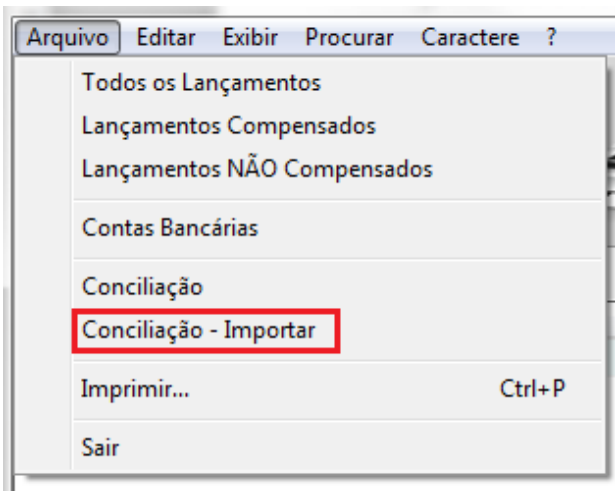 Arquivo Editar Exibir Procurar Caractere ?
Todos os Lançamentos
Lançamentos Compensados
Lançamentos NÃO Compensados
Contas Bancárias
Conciliação
Conciliação - Importar
Imprimir... Ctrl+P
Sair